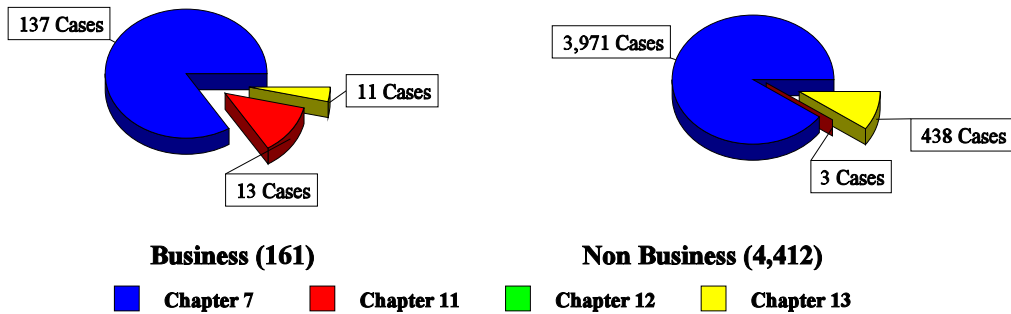 137 Cases
11 Cases
13 Cases
3,971 Cases
438 Cases
3 Cases
Business (161)
Non Business (4,412)
Chapter 7
Chapter 11
Chapter 12
Chapter 13